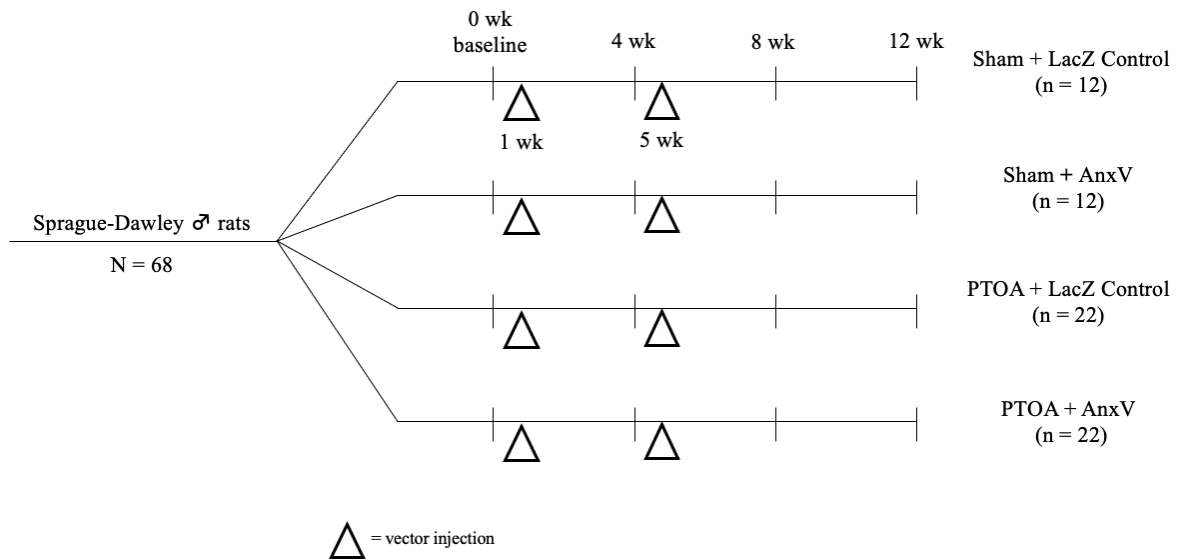 0 wk
baseline
4 wk
8 wk
12 wk
Sham + LacZ Control
(n = 12)
1 wk
5 wk
Sham + AnxV
(n = 12)
Sprague-Dawley ♂ rats
N = 68
PTOA + LacZ Control
(n = 22)
PTOA + AnxV
(n = 22)
= vector injection